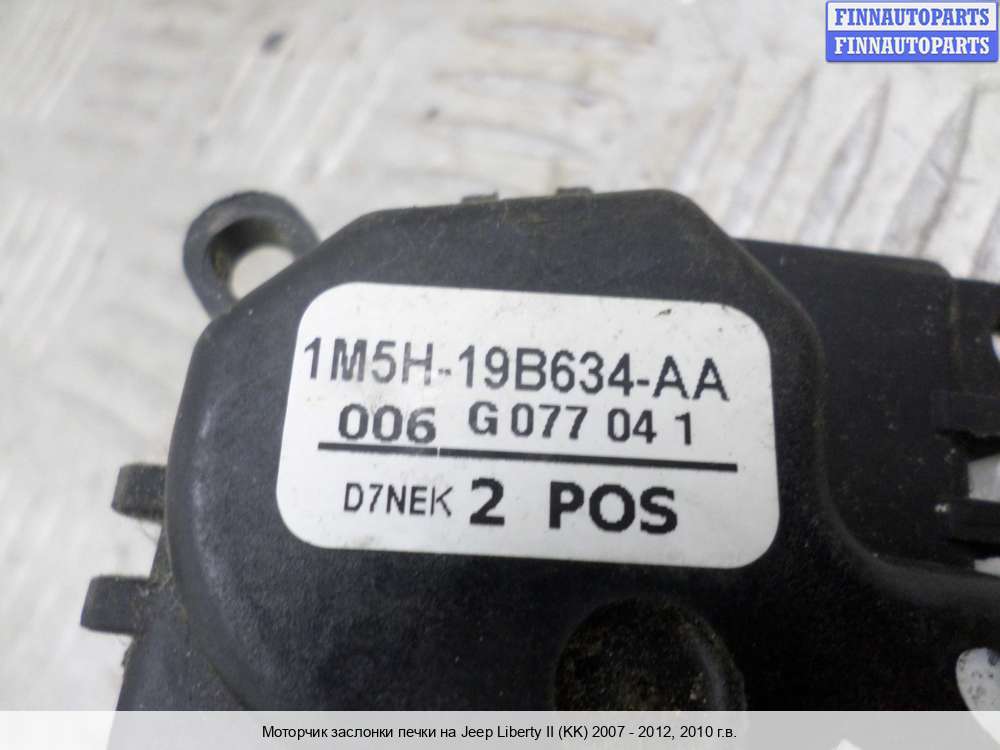 FINNAUTOPARTS
FINNAUTOPARTS
1M5H-19B634-AA
006 G 077 04 1
D7NEK 2 POS
Моторчик заслонки печки на Jeep Liberty II (KK) 2007 - 2012, 2010 г.в.